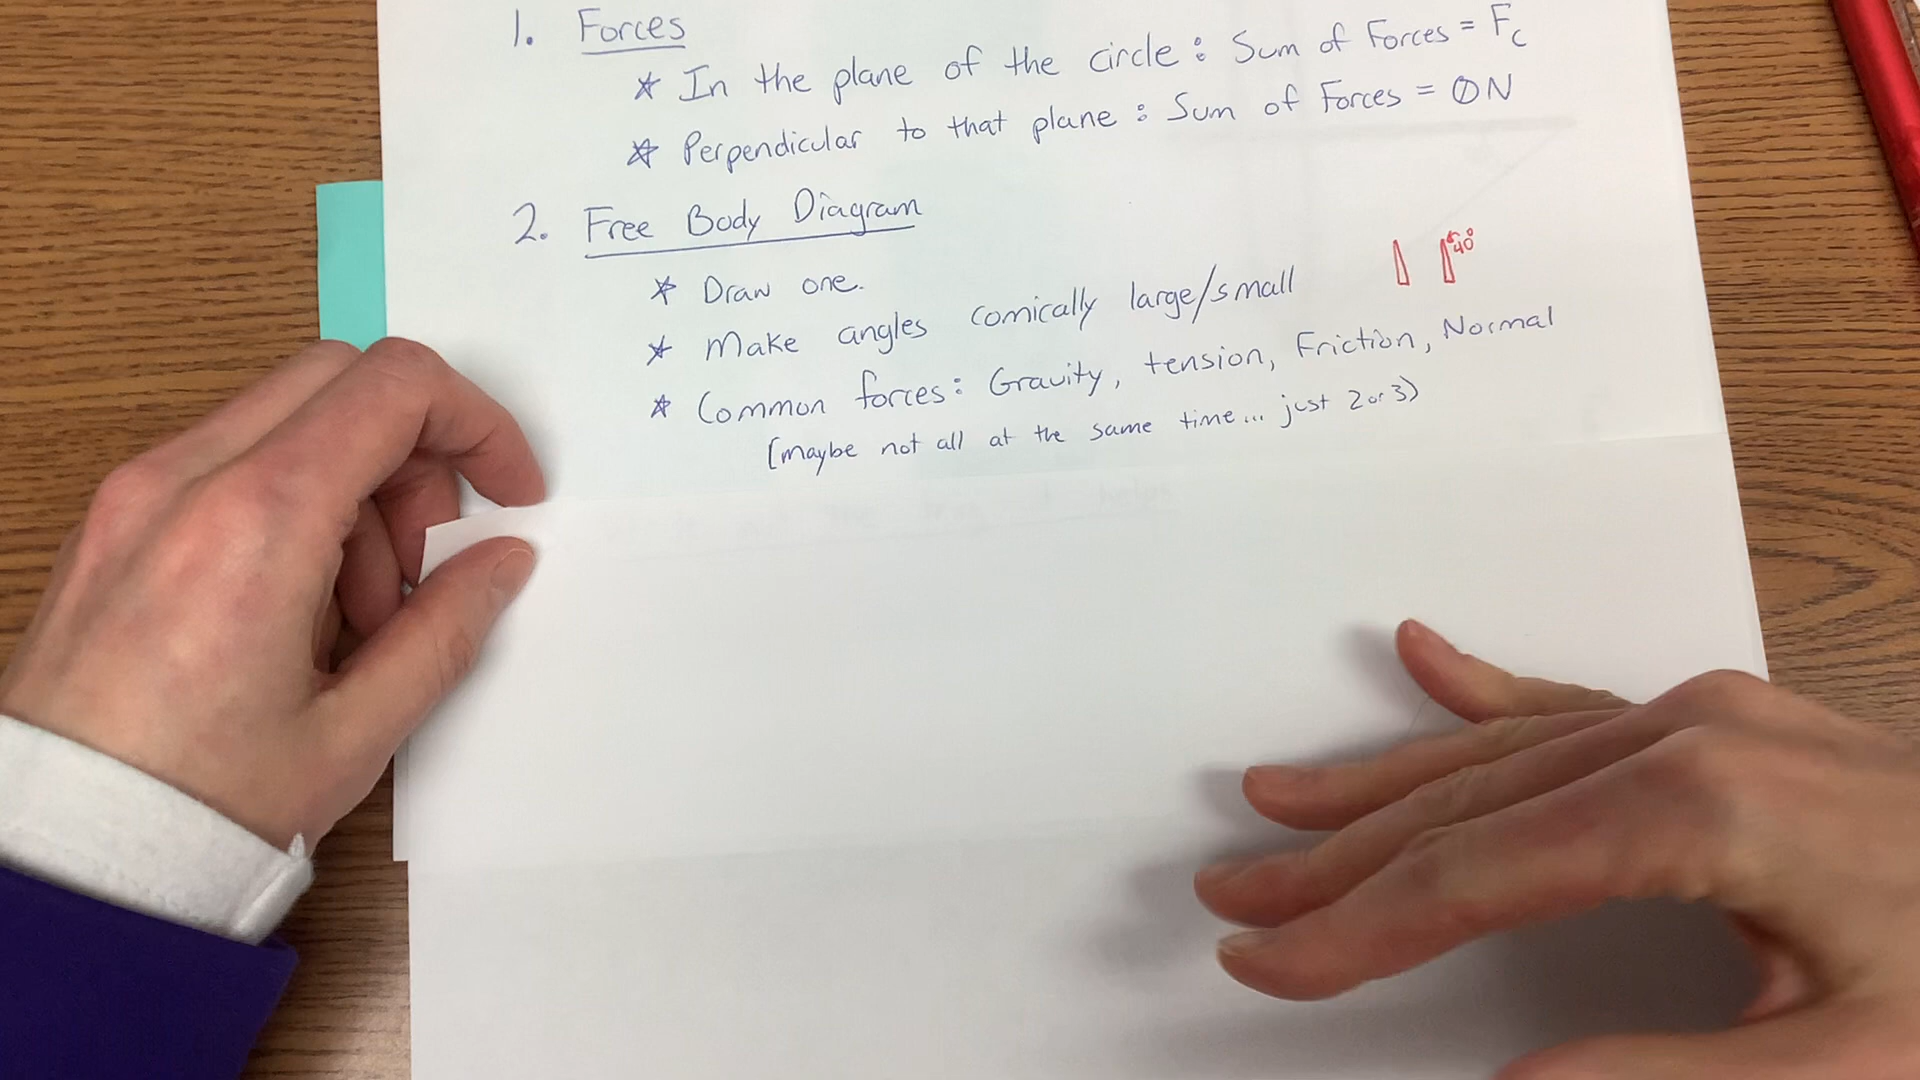 1. Forces
* In the plane of the circle: Sum of Forces = Fc
* Perpendicular to that plane: Sum of Forces = 0N
2. Free Body Diagram
* Draw one.
* Make angles comically large/small
40°
* Common forces: Gravity, tension, Friction, Normal
(maybe not all at the same time... just 2 or 3)